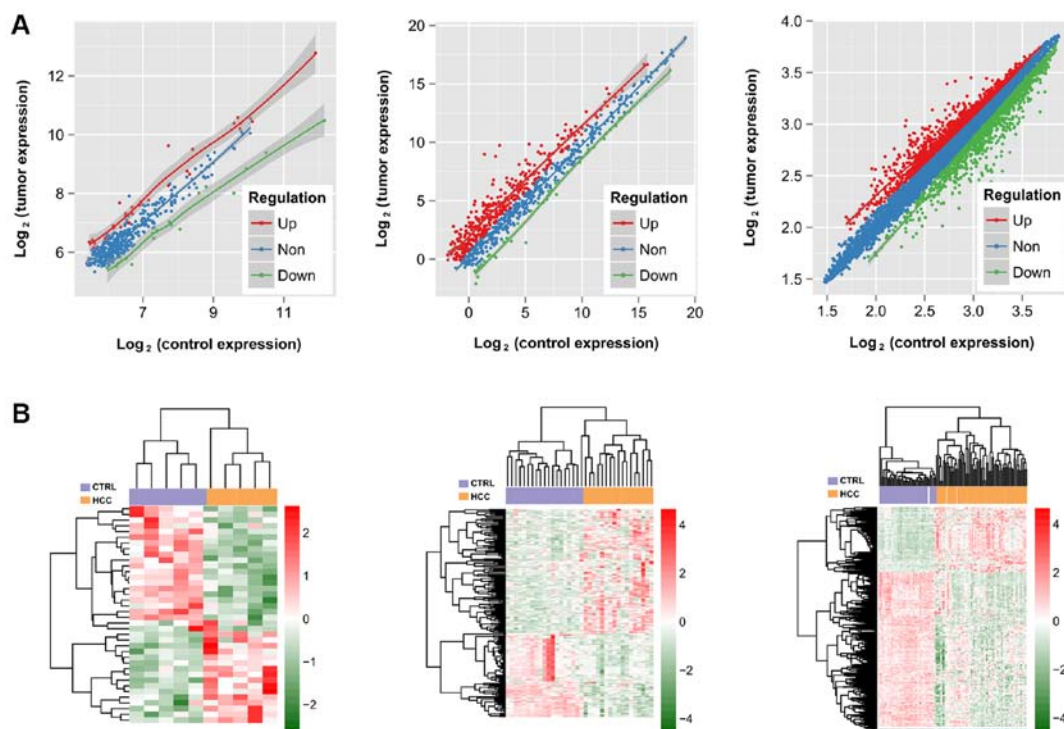 A
Log₂ (tumor expression)
12
10
8
6
7
9
11
Log₂ (control expression)
Regulation
Up
Non
Down
Log₂ (tumor expression)
20
15
10
5
0
0
5
10
15
20
Log₂ (control expression)
Regulation
Up
Non
Down
Log₂ (tumor expression)
4.0
3.5
3.0
2.5
2.0
1.5
1.5
2.0
2.5
3.0
3.5
Log₂ (control expression)
Regulation
Up
Non
Down
B
CTRL
HCC
2
1
0
−1
−2
CTRL
HCC
4
2
0
−2
−4
CTRL
HCC
4
2
0
−2
−4